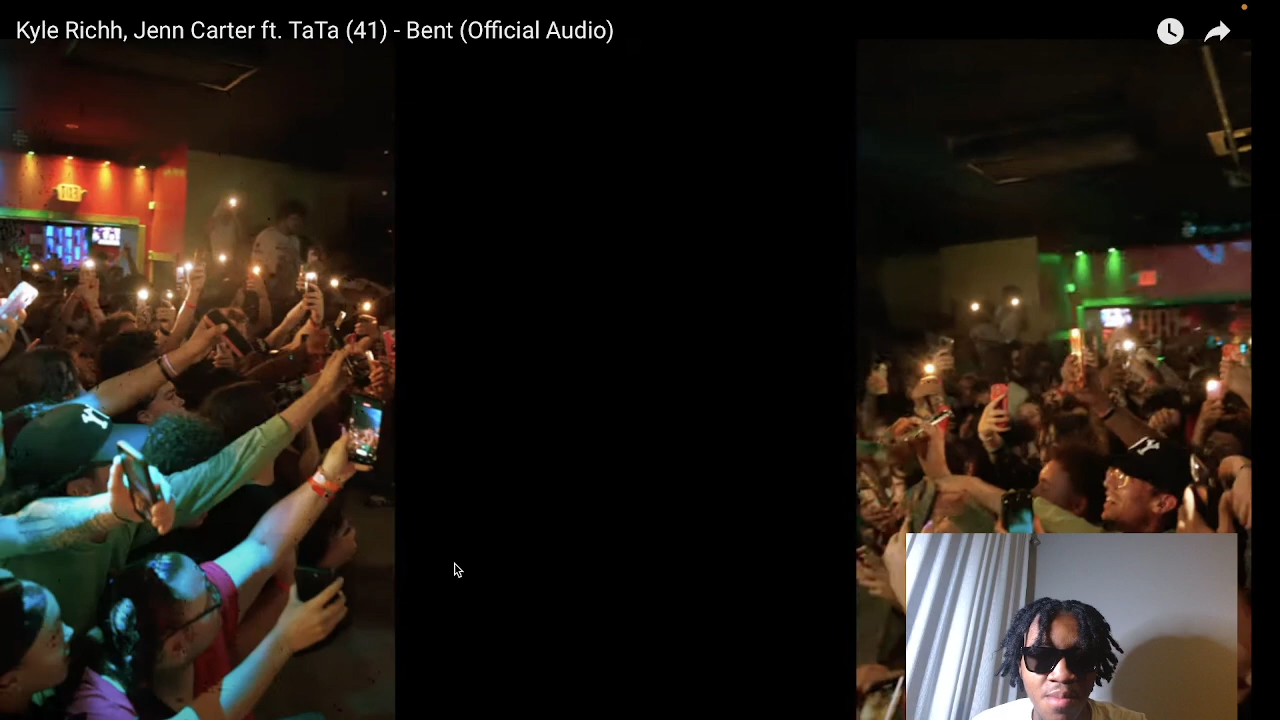 Kyle Richh, Jenn Carter ft. TaTa (41) - Bent (Official Audio)